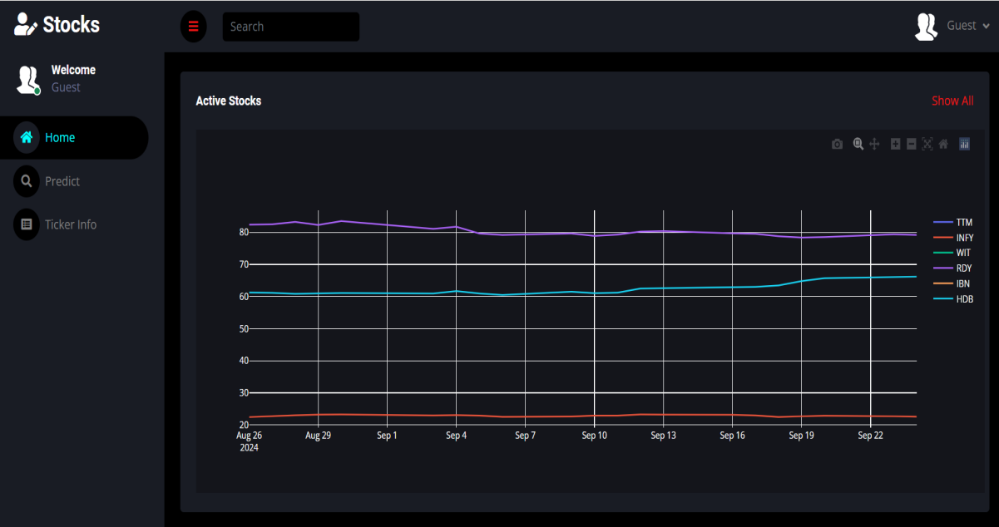 Stocks
Search
Guest
Welcome
Guest
Home
Predict
Ticker Info
Active Stocks
Show All
80
70
60
50
40
30
20
Aug 26
2024
Aug 29
Sep 1
Sep 4
Sep 7
Sep 10
Sep 13
Sep 16
Sep 19
Sep 22
TTM
INFY
WIT
RDY
IBN
HDB